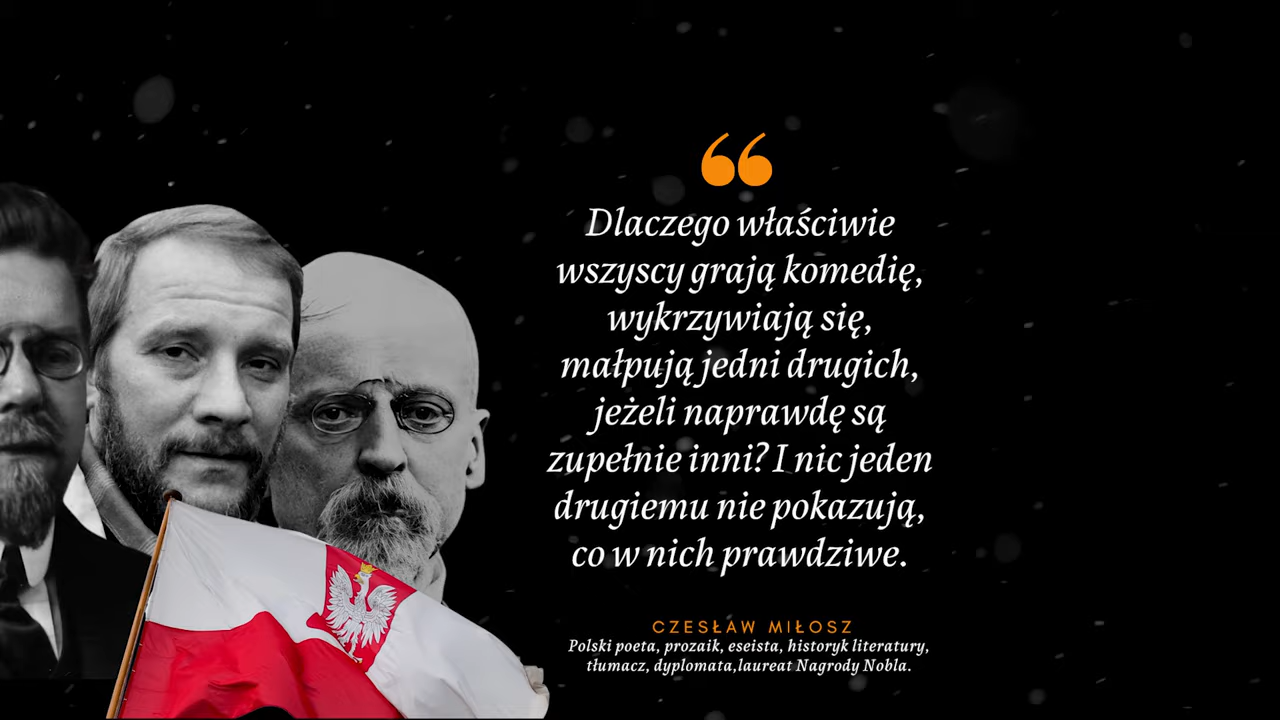 Dlaczego właściwie
wszyscy grają komedię,
wykrzywiają się,
małpują jedni drugich,
jeżeli naprawdę są
zupełnie inni? I nic jeden
drugiemu nie pokazują,
co w nich prawdziwe.
CZESŁAW MIŁOSZ
Polski poeta, prozaik, eseista, historyk literatury,
tłumacz, dyplomata,laureat Nagrody Nobla.